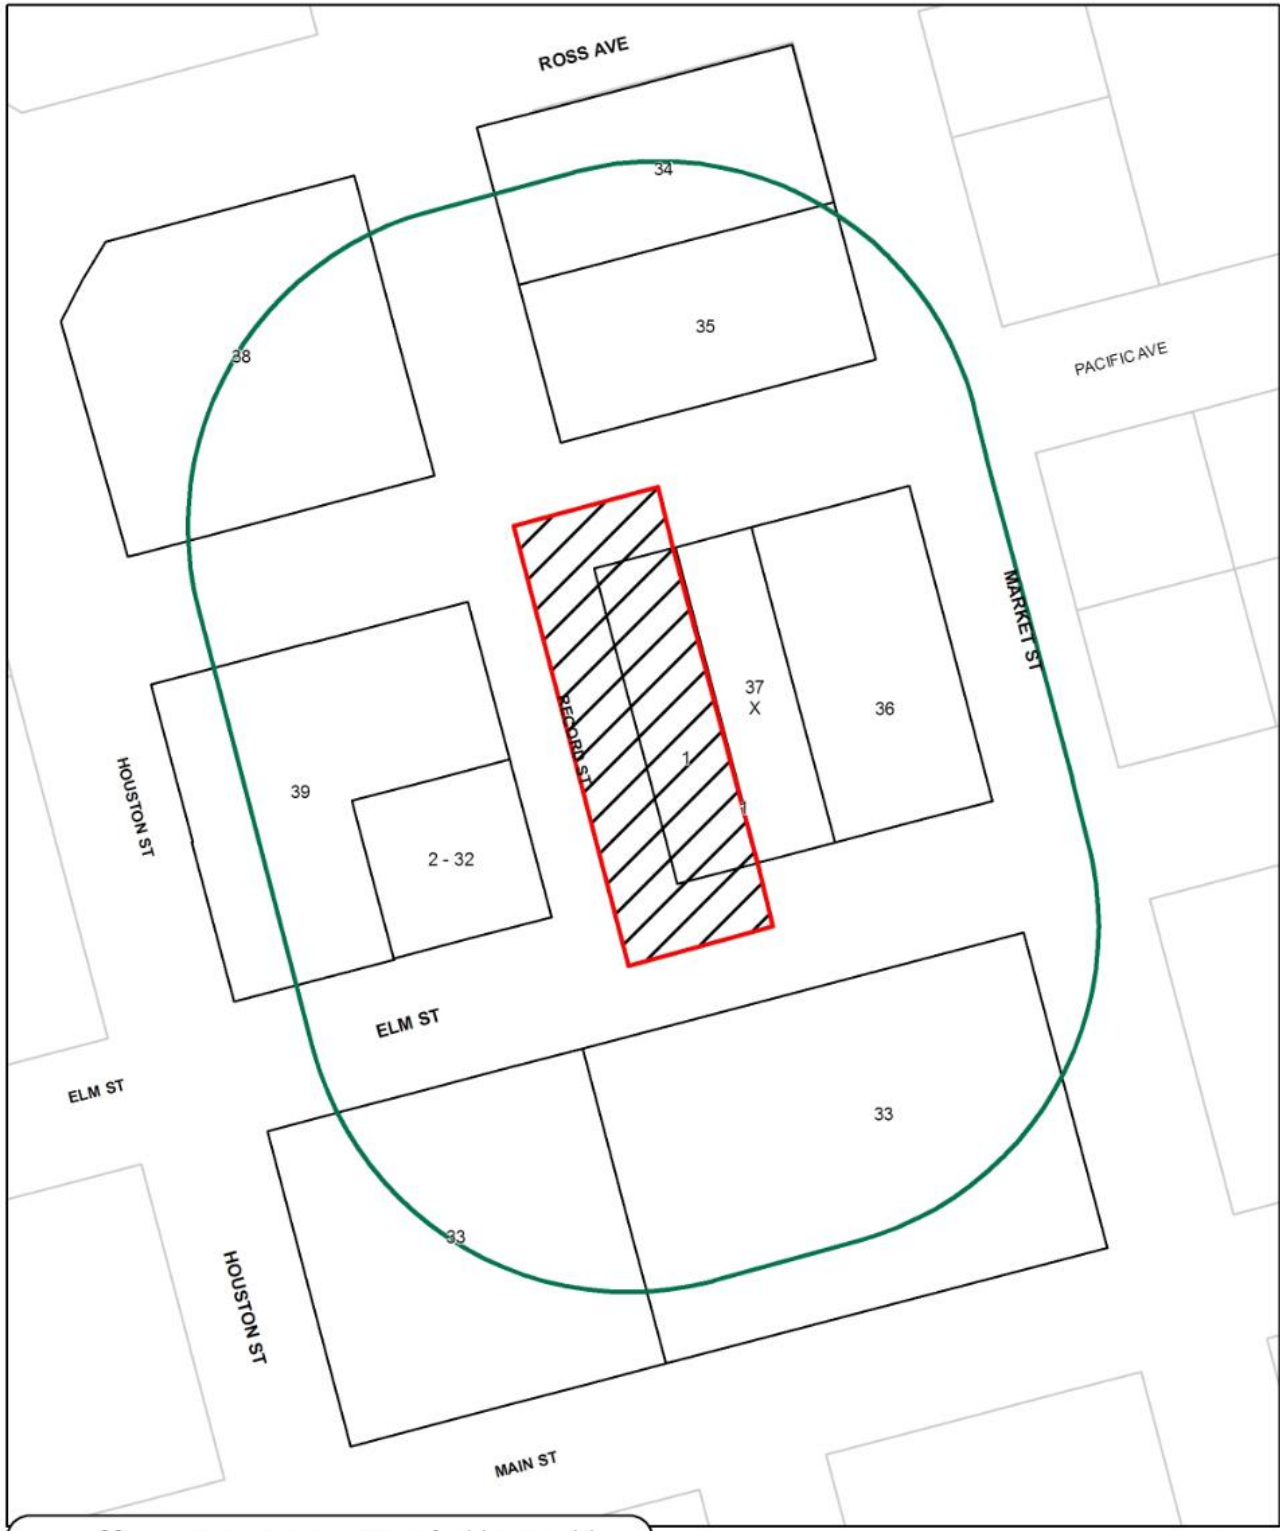 ROSS AVE
34
35
38
PACIFIC AVE
MARKET ST
37
X
36
RECORD ST
1
1
HOUSTON ST
39
2 - 32
ELM ST
ELM ST
33
33
HOUSTON ST
MAIN ST